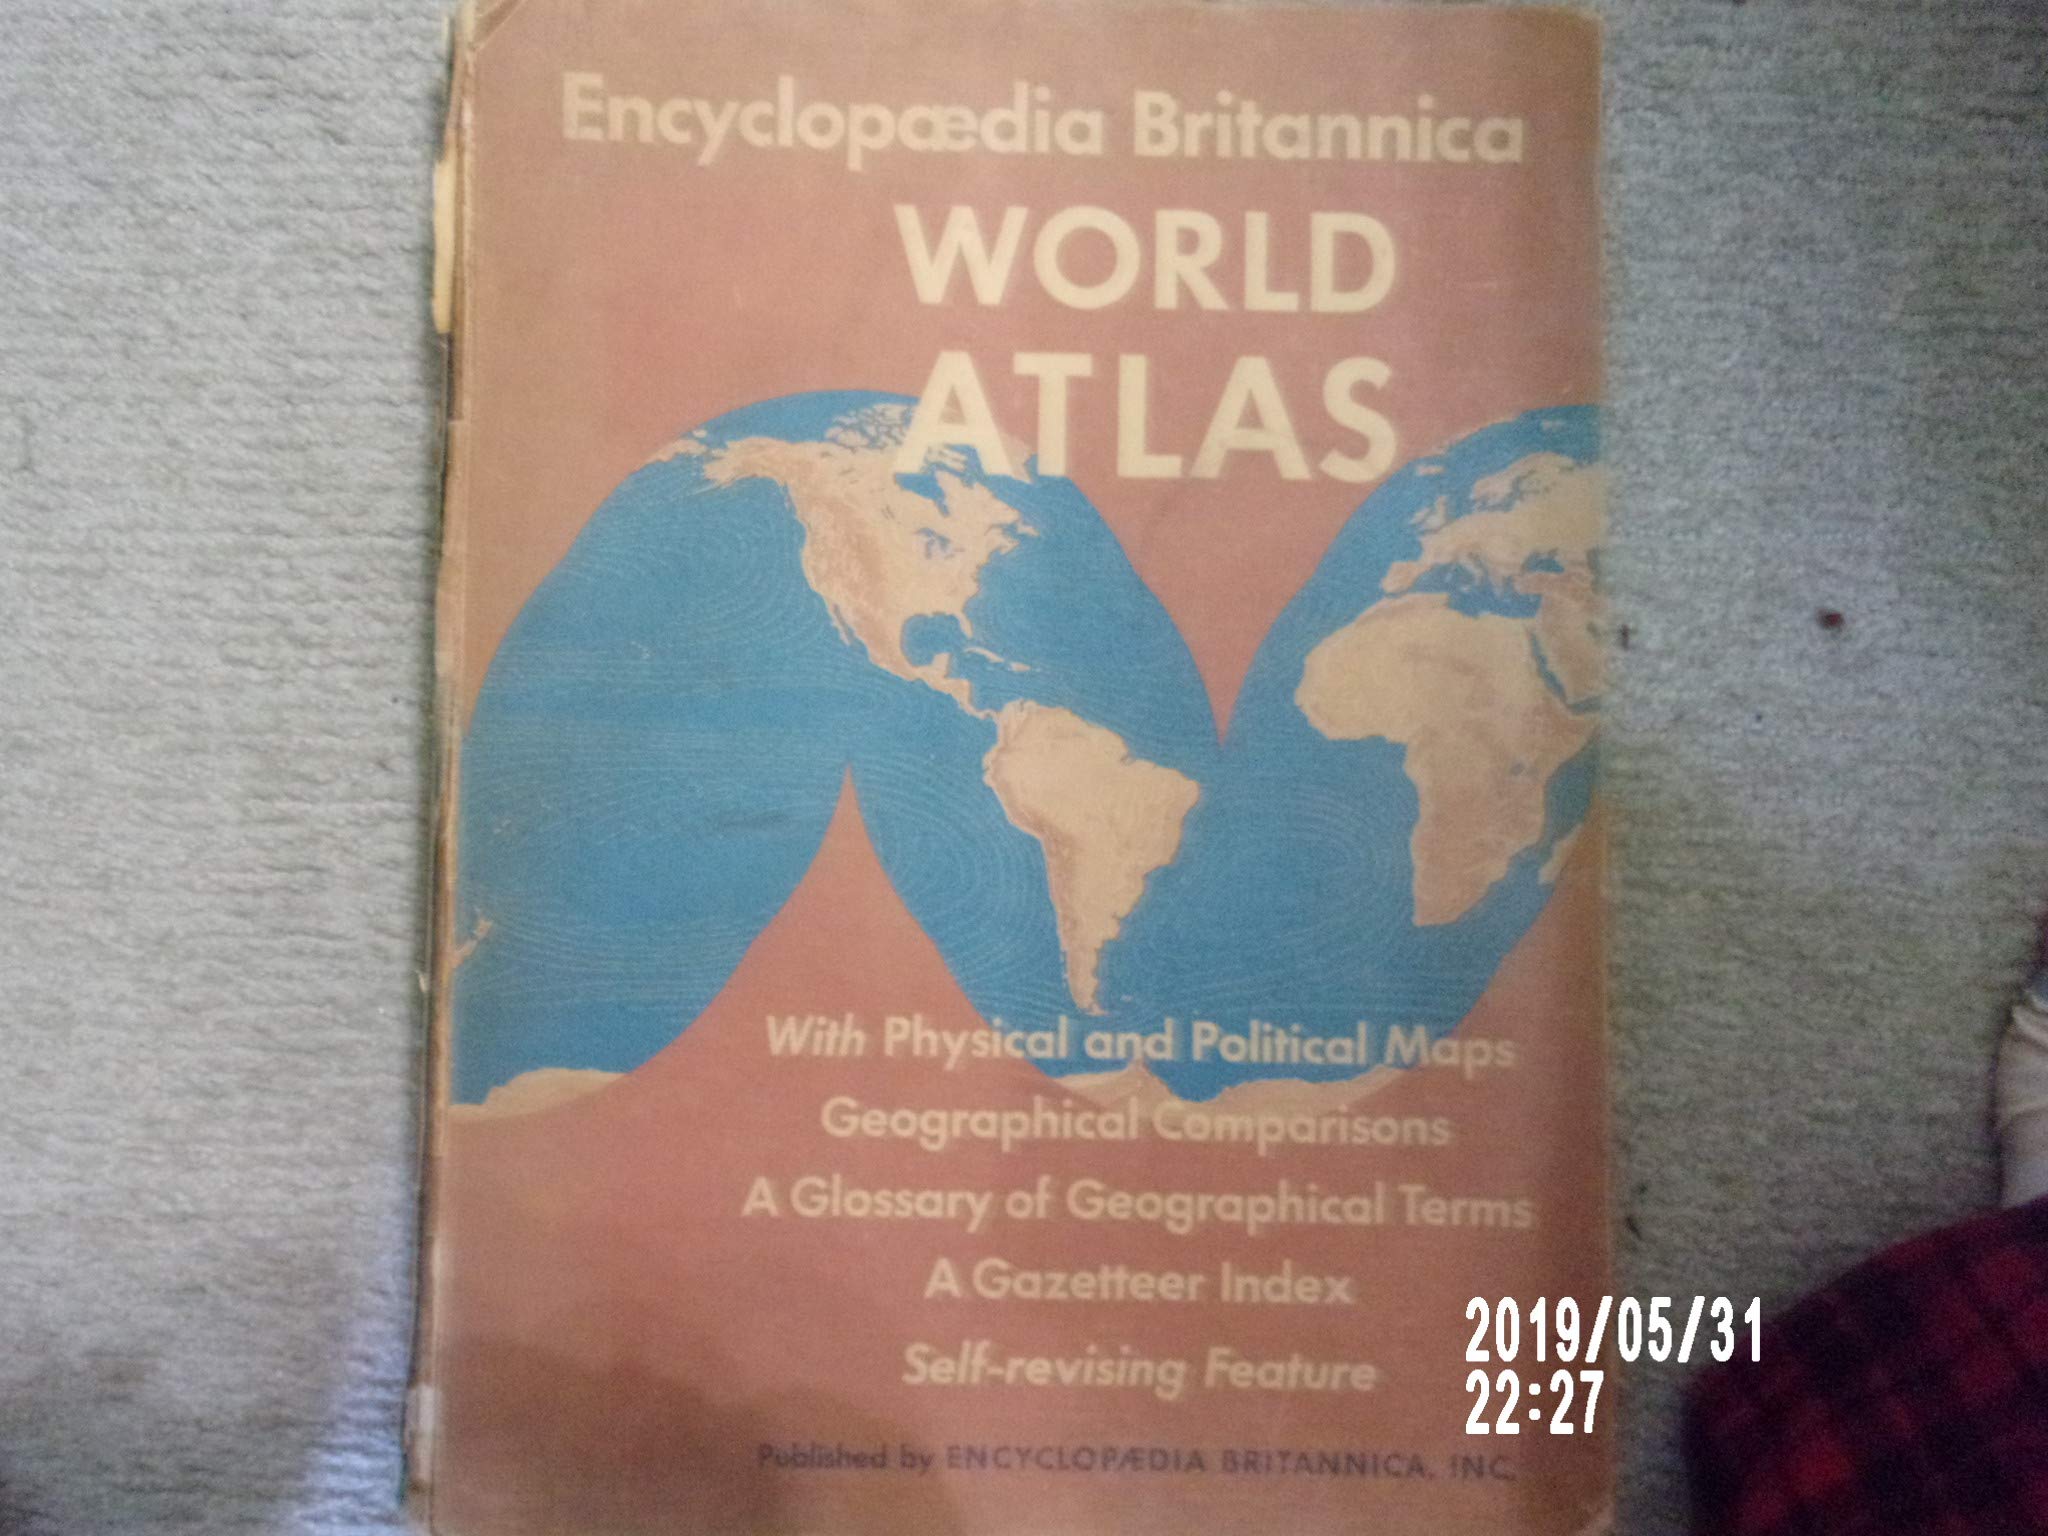 Encyclopædia Britannica
WORLD
ATLAS
With Physical and Political Maps
Geographical Comparisons
A Glossary of Geographical Terms
A Gazetteer Index
Self-revising Feature
Published by ENCYCLOPÆDIA BRITANNICA, INC.
2019/05/31
22:27